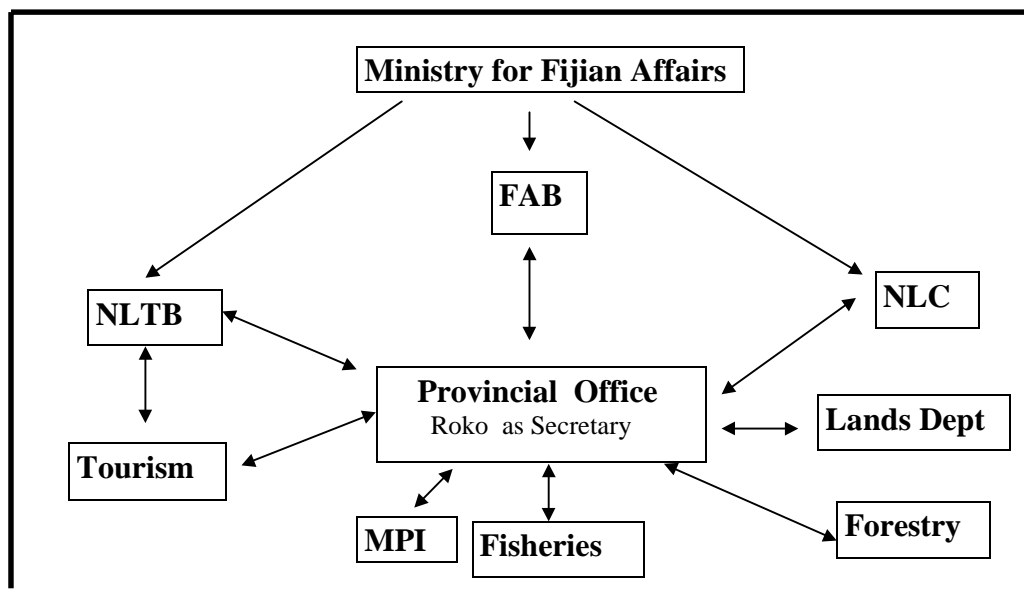 Ministry for Fijian Affairs
FAB
NLTB
NLC
Provincial Office
Roko as Secretary
Lands Dept
Tourism
MPI
Fisheries
Forestry